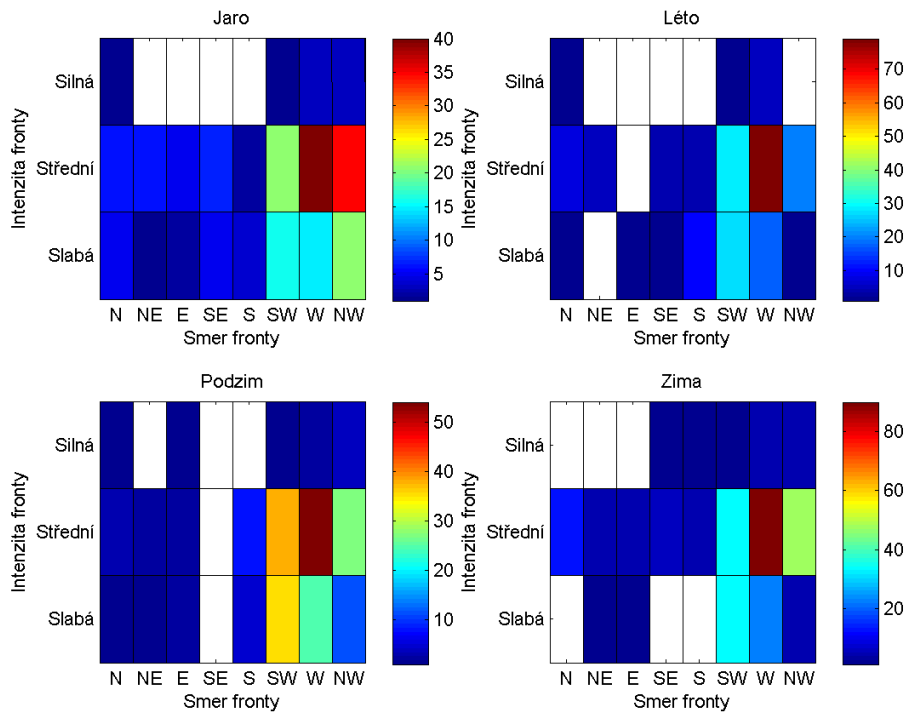 Jaro
Léto
Silná
Střední
Slabá
Intenzita fronty
N NE E SE S SW W NW
Smer fronty
40
35
30
25
20
15
10
5
Silná
Střední
Slabá
Intenzita fronty
N NE E SE S SW W NW
Smer fronty
70
60
50
40
30
20
10
Podzim
Zima
Silná
Střední
Slabá
Intenzita fronty
N NE E SE S SW W NW
Smer fronty
50
40
30
20
10
Silná
Střední
Slabá
Intenzita fronty
N NE E SE S SW W NW
Smer fronty
80
60
40
20